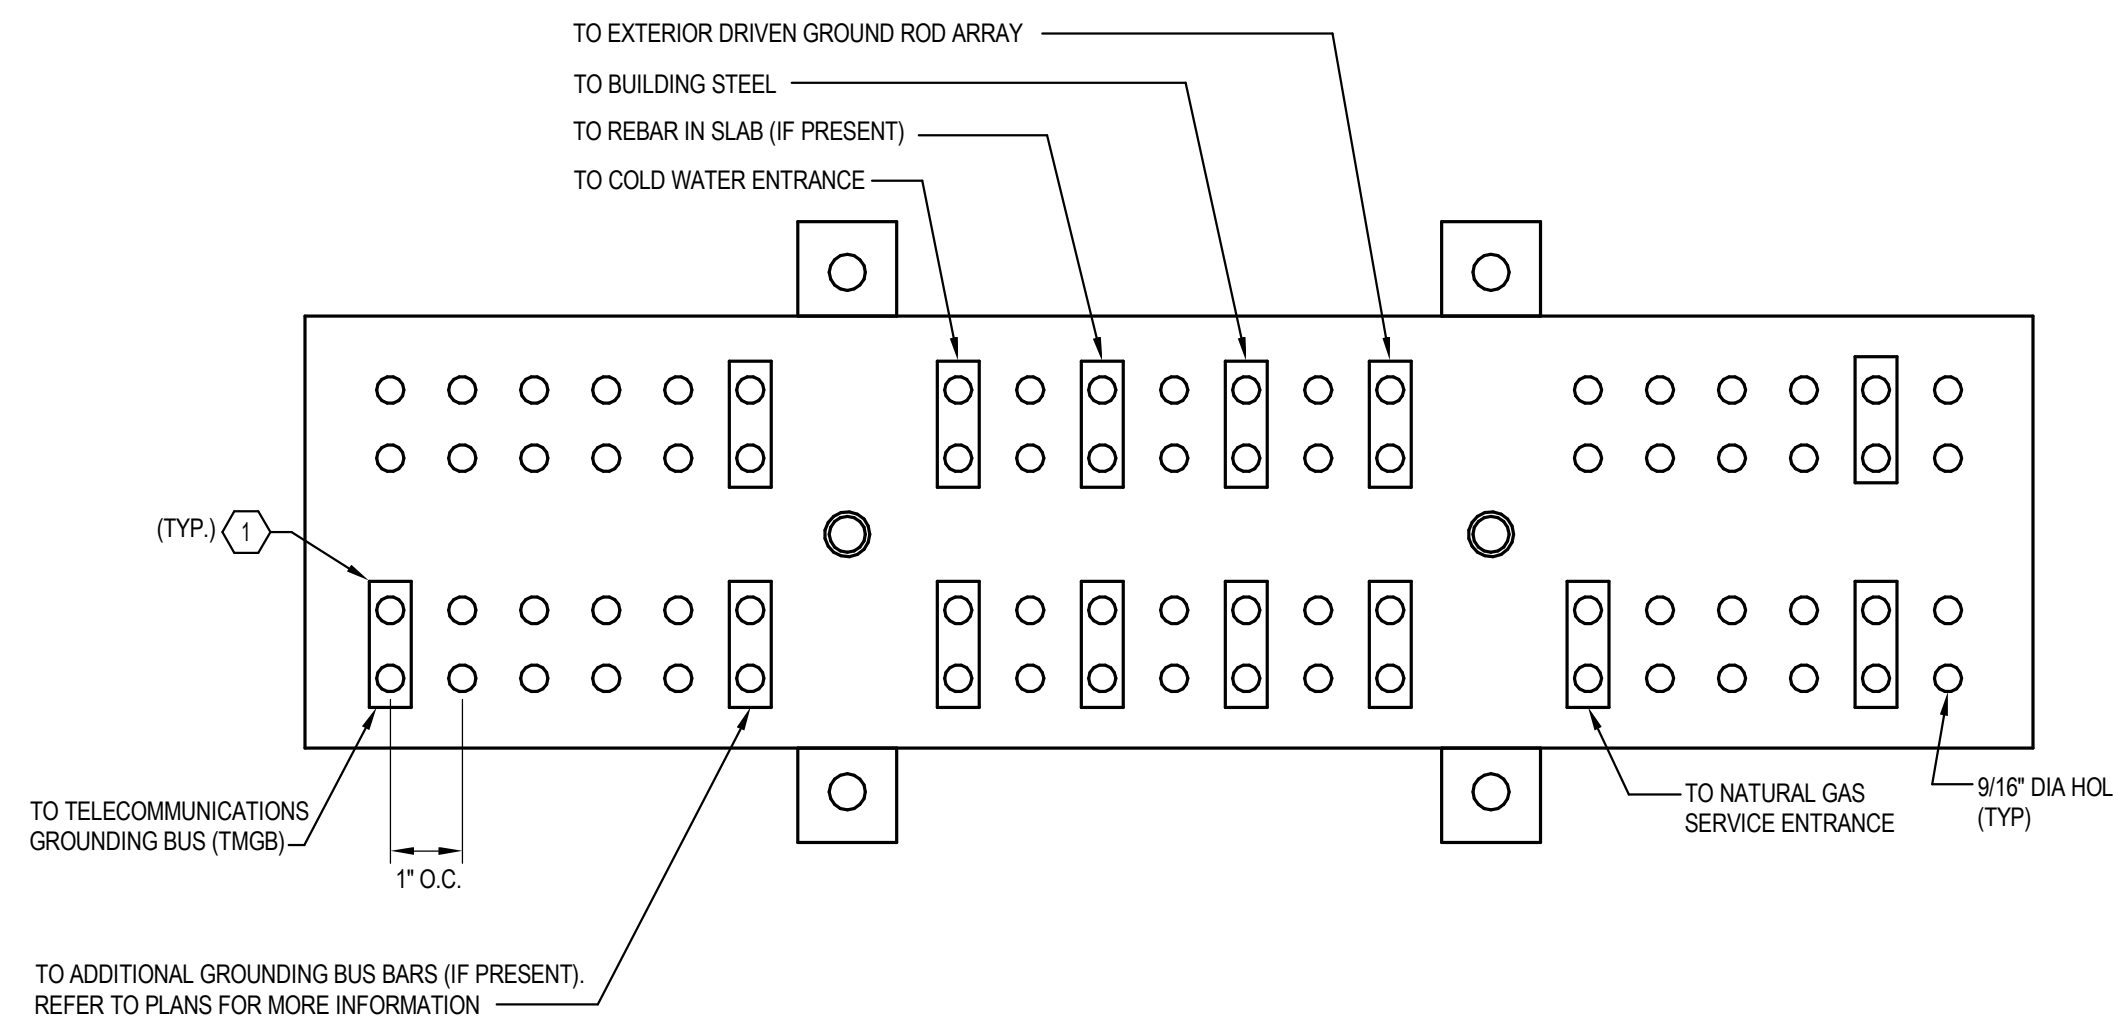 TO EXTERIOR DRIVEN GROUND ROD ARRAY
TO BUILDING STEEL
TO REBAR IN SLAB (IF PRESENT)
TO COLD WATER ENTRANCE
(TYP.) 1
TO TELECOMMUNICATIONS
GROUNDING BUS (TMGB)
1" O.C.
TO NATURAL GAS
SERVICE ENTRANCE
9/16" DIA HOL
(TYP)
TO ADDITIONAL GROUNDING BUS BARS (IF PRESENT).
REFER TO PLANS FOR MORE INFORMATION